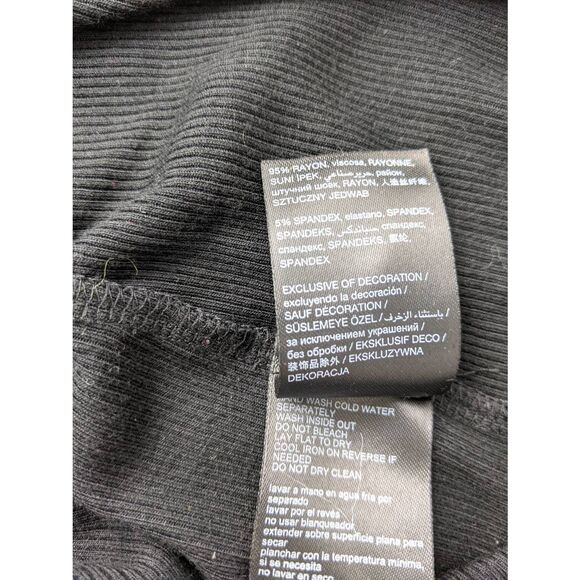 95% RAYON, viscosa, RAYONNE,
SUNI İPEK, حرير صناعي, район,
штучний шовк, RAYON, 人造丝纤维,
SZTUCZNY JEDWAB
5% SPANDEX, elastano, SPANDEX,
SPANDEKS, سباندكس, спандекс,
спандекс, SPANDEKS, 氨纶,
SPANDEX
EXCLUSIVE OF DECORATION /
excluyendo la decoración /
SAUF DÉCORATION /
SÜSLEMEYE ÖZEL / باستثناء الزخرف /
за исключением украшений /
без обробки / EKSKLUSIF DECO /
装饰品除外 / EKSKLUZYWNA
DEKORACJA
HAND WASH COLD WATER
SEPARATELY
WASH INSIDE OUT
DO NOT BLEACH
LAY FLAT TO DRY
COOL IRON ON REVERSE IF
NEEDED
DO NOT DRY CLEAN
lavar a mano en agua fria por
separado
lavar por el revés
no usar blanqueador
extender sobre superficie plana para
secar
planchar con la temperatura mínima,
si se necesita
no lavar en seco